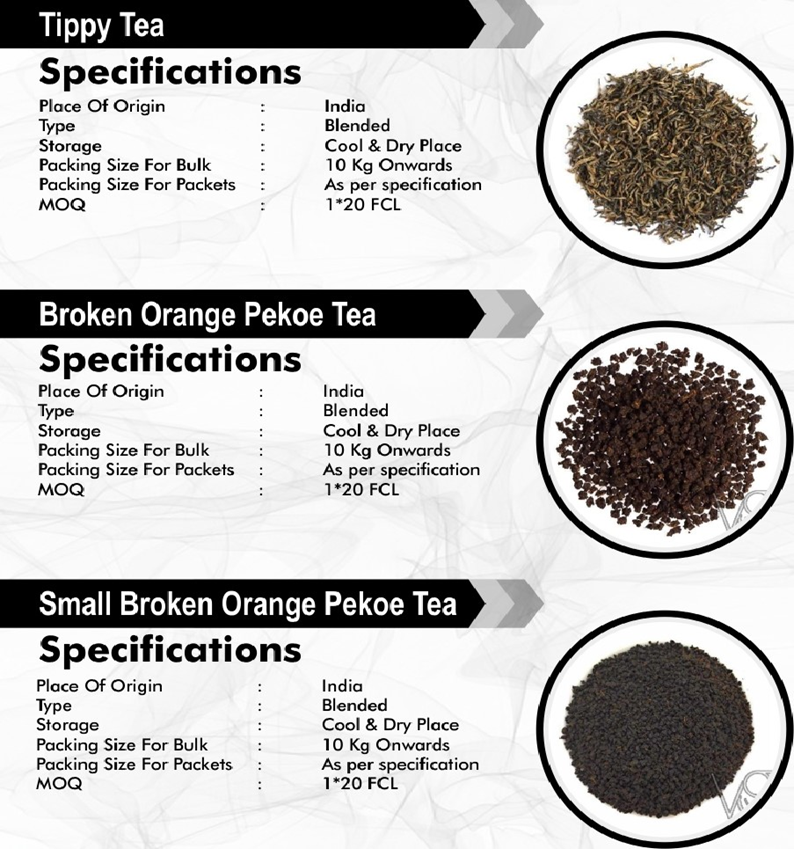 Tippy Tea
Specifications
Place Of Origin : India
Type : Blended
Storage : Cool & Dry Place
Packing Size For Bulk : 10 Kg Onwards
Packing Size For Packets : As per specification
MOQ : 1*20 FCL
Broken Orange Pekoe Tea
Specifications
Place Of Origin : India
Type : Blended
Storage : Cool & Dry Place
Packing Size For Bulk : 10 Kg Onwards
Packing Size For Packets : As per specification
MOQ : 1*20 FCL
Small Broken Orange Pekoe Tea
Specifications
Place Of Origin : India
Type : Blended
Storage : Cool & Dry Place
Packing Size For Bulk : 10 Kg Onwards
Packing Size For Packets : As per specification
MOQ : 1*20 FCL